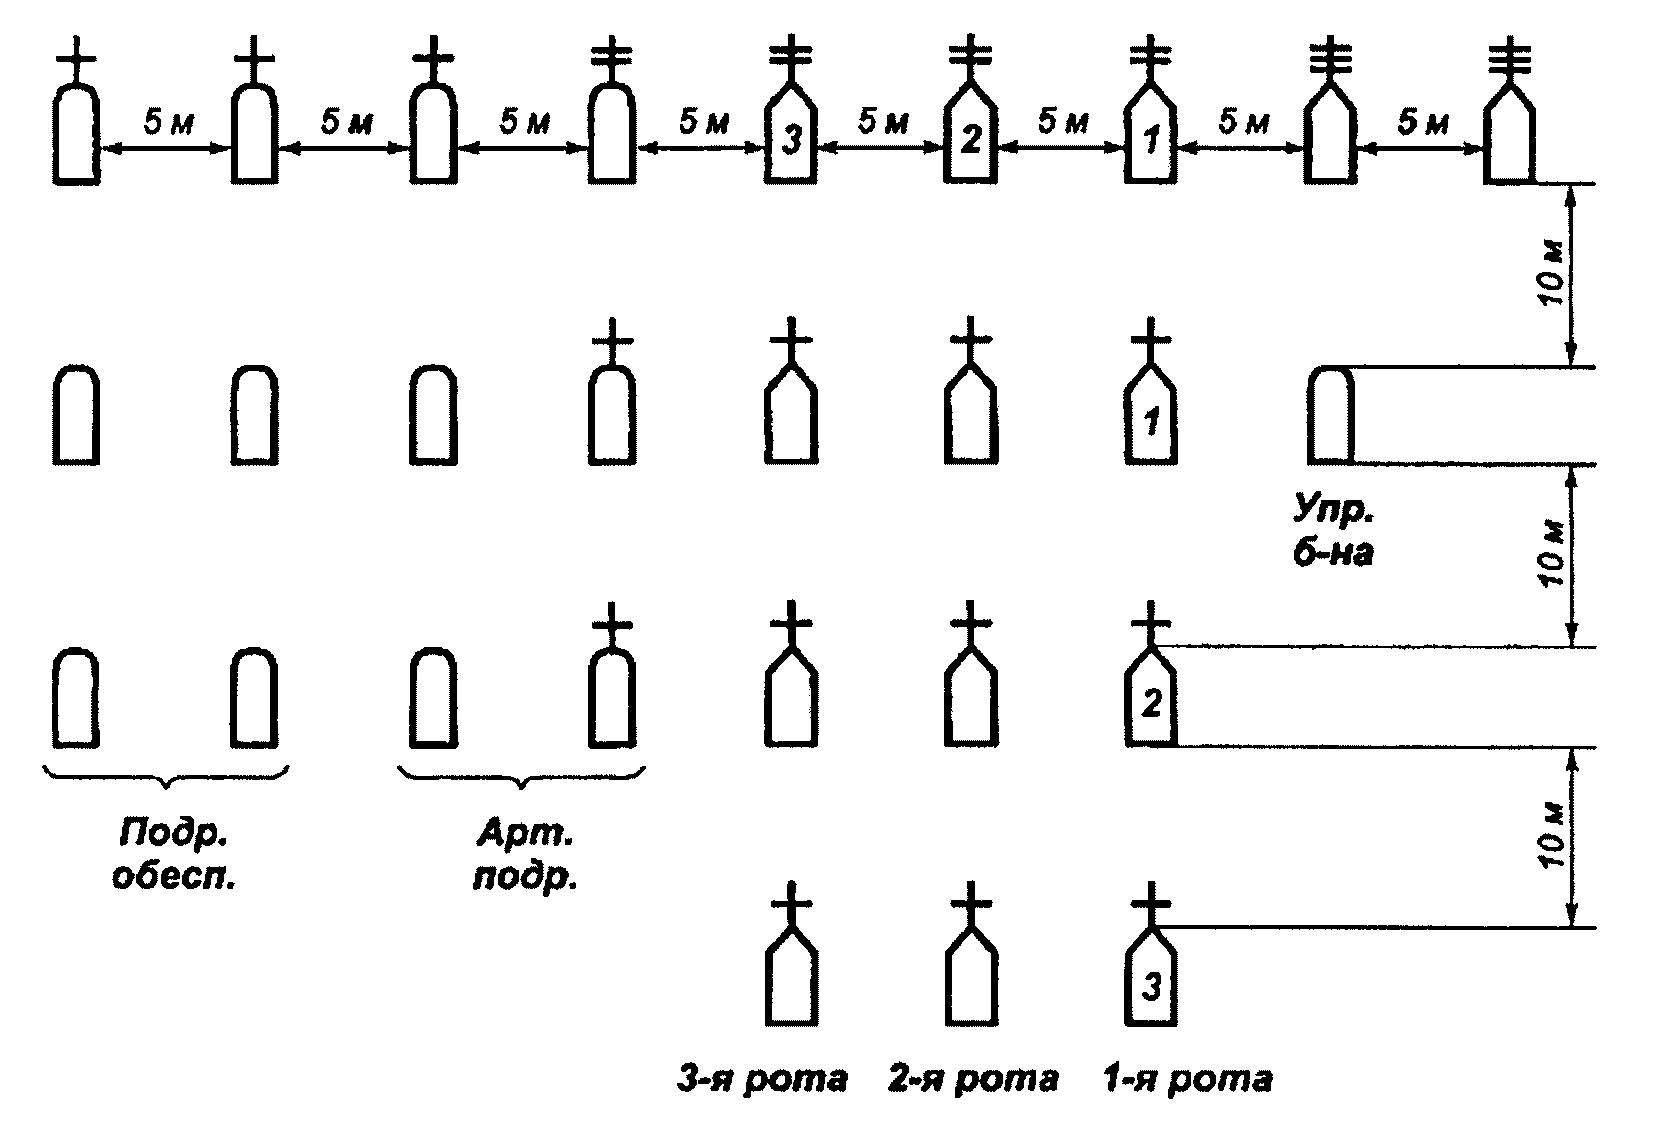 5 м 5 м 5 м 5 м 5 м 5 м 5 м 5 м
3 2 1
10 м
1
Упр.
б-на
10 м
2
Подр.
обесп.
Арт.
подр.
10 м
3
3-я рота 2-я рота 1-я рота